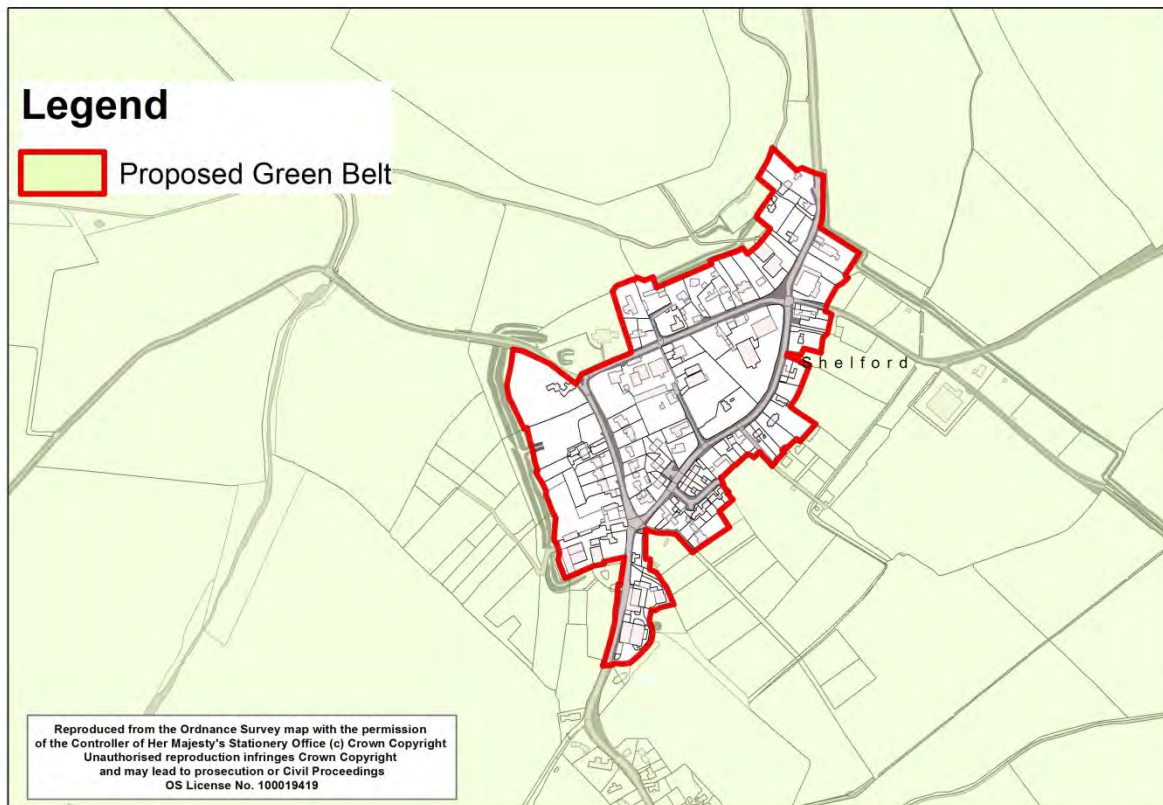 Legend
Proposed Green Belt
Shelford
Reproduced from the Ordnance Survey map with the permission
of the Controller of Her Majesty's Stationery Office (c) Crown Copyright
Unauthorised reproduction infringes Crown Copyright
and may lead to prosecution or Civil Proceedings
OS License No. 100019419